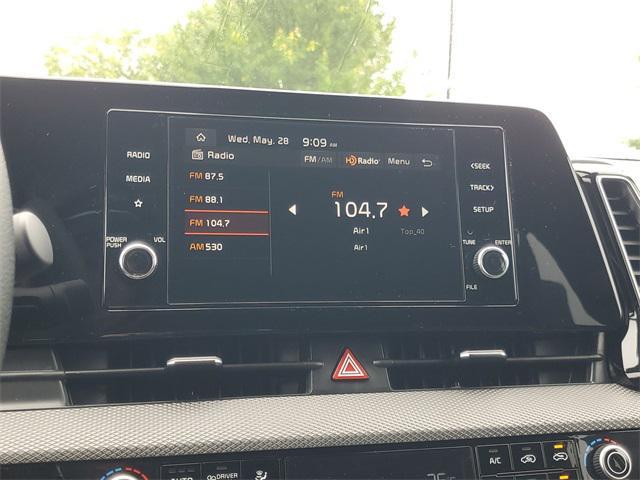 Wed, May. 28 9:09 AM
Radio FM/AM HD Radio Menu
RADIO
MEDIA
POWER PUSH VOL
FM 87.5
FM 88.1
FM 104.7
AM 530
FM
104.7
Air1 Top_40
Air1
<SEEK
TRACK>
SETUP
TUNE ENTER
FILE
DRIVER
A/C
AUTO